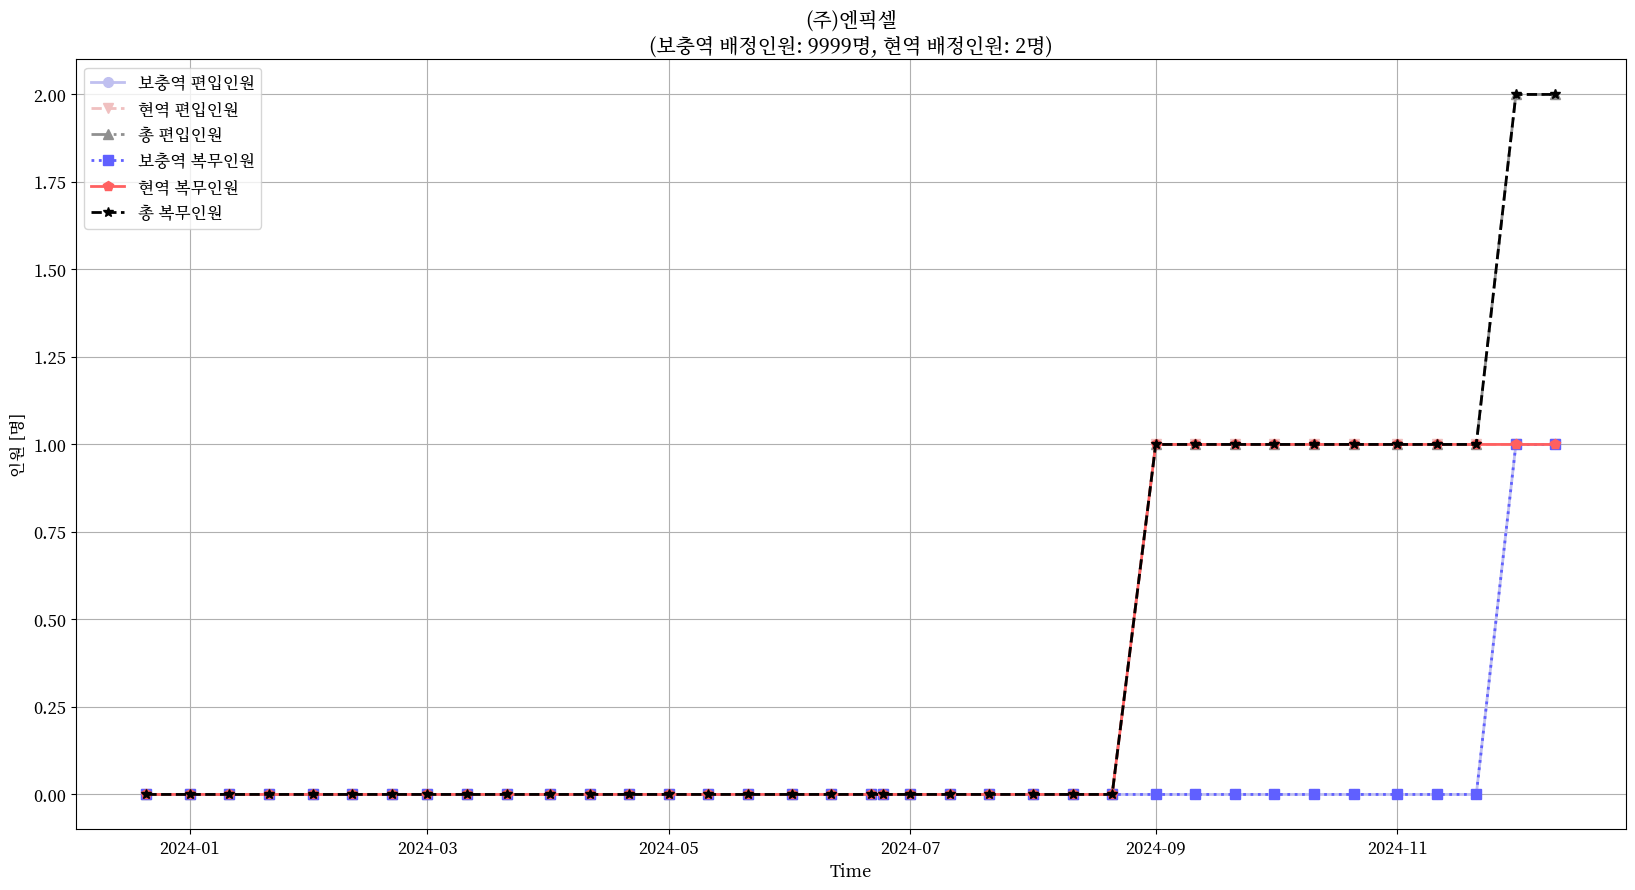 (주)엔픽셀
(보충역 배정인원: 9999명, 현역 배정인원: 2명)
보충역 편입인원
현역 편입인원
총 편입인원
보충역 복무인원
현역 복무인원
총 복무인원
2.00
1.75
1.50
1.25
1.00
0.75
0.50
0.25
0.00
인원 [명]
2024-01
2024-03
2024-05
2024-07
2024-09
2024-11
Time